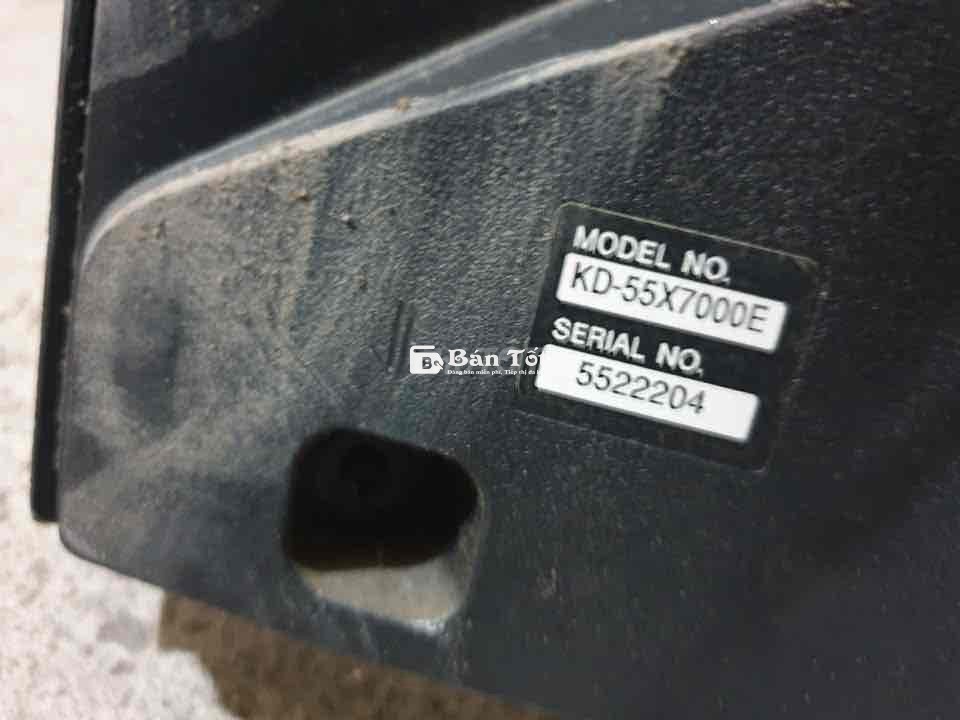 MODEL NO.
KD-55X7000E
SERIAL NO.
5522204
Bán Tố